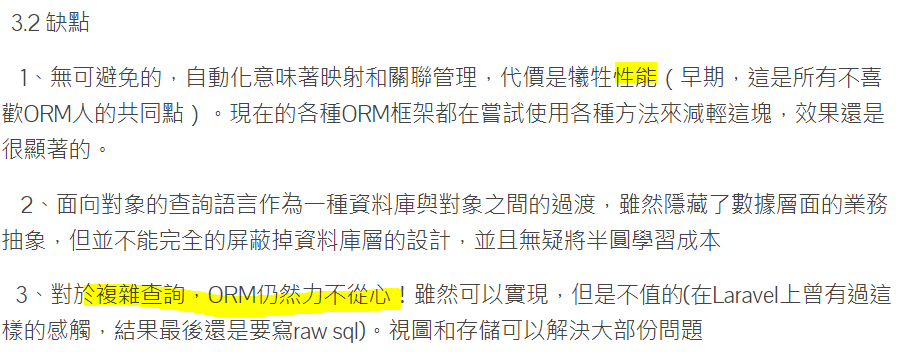 3.2 缺點
1、無可避免的，自動化意味著映射和關聯管理，代價是犧牲性能（早期，這是所有不喜
歡ORM人的共同點）。現在的各種ORM框架都在嘗試使用各種方法來減輕這塊，效果還是
很顯著的。
2、面向對象的查詢語言作為一種資料庫與對象之間的過渡，雖然隱藏了數據層面的業務
抽象，但並不能完全的屏蔽掉資料庫層的設計，並且無疑將半圓學習成本
3、對於複雜查詢，ORM仍然力不從心！雖然可以實現，但是不值的(在Laravel上曾有過這
樣的感觸，結果最後還是要寫raw sql)。視圖和存儲可以解決大部份問題